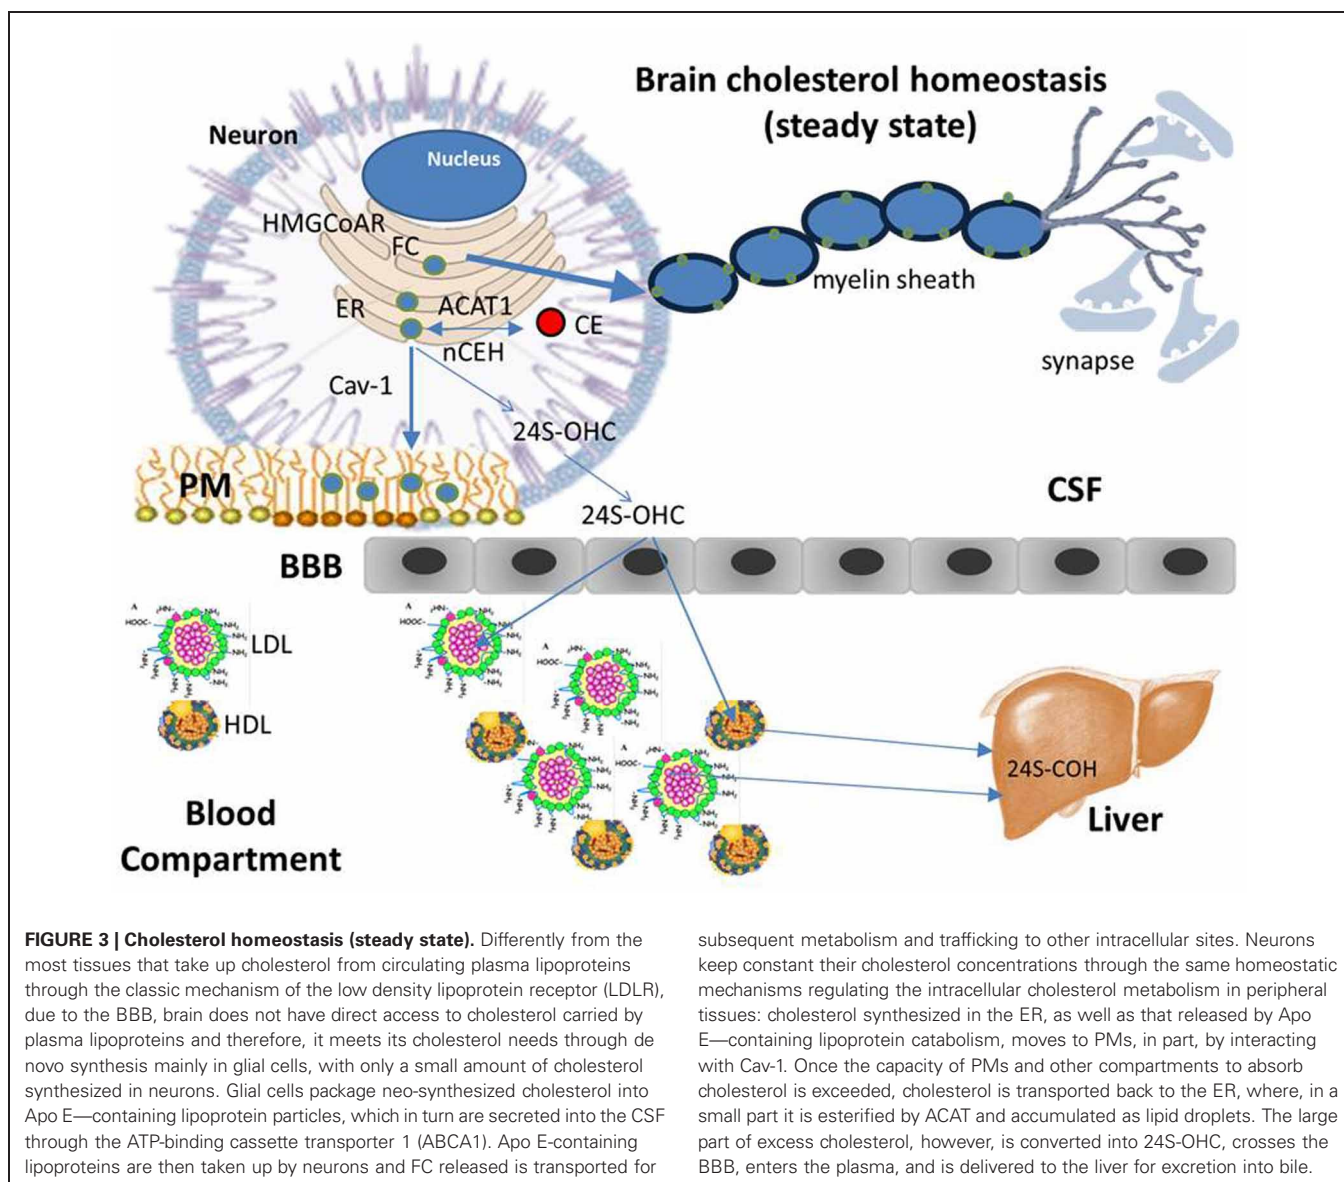 Brain cholesterol homeostasis
(steady state)
Neuron
Nucleus
HMGCoAR
FC
ER
ACAT1
CE
nCEH
Cav-1
myelin sheath
synapse
24S-OHC
PM
CSF
24S-OHC
BBB
LDL
HDL
A
HOOC-
-NH2
A
HOOC-
-NH2
A
HOOC-
-NH2
A
HOOC-
-NH2
24S-COH
Liver
Blood
Compartment
FIGURE 3 | Cholesterol homeostasis (steady state). Differently from the
most tissues that take up cholesterol from circulating plasma lipoproteins
through the classic mechanism of the low density lipoprotein receptor (LDLR),
due to the BBB, brain does not have direct access to cholesterol carried by
plasma lipoproteins and therefore, it meets its cholesterol needs through de
novo synthesis mainly in glial cells, with only a small amount of cholesterol
synthesized in neurons. Glial cells package neo-synthesized cholesterol into
Apo E—containing lipoprotein particles, which in turn are secreted into the CSF
through the ATP-binding cassette transporter 1 (ABCA1). Apo E-containing
lipoproteins are then taken up by neurons and FC released is transported for
subsequent metabolism and trafficking to other intracellular sites. Neurons
keep constant their cholesterol concentrations through the same homeostatic
mechanisms regulating the intracellular cholesterol metabolism in peripheral
tissues: cholesterol synthesized in the ER, as well as that released by Apo
E—containing lipoprotein catabolism, moves to PMs, in part, by interacting
with Cav-1. Once the capacity of PMs and other compartments to absorb
cholesterol is exceeded, cholesterol is transported back to the ER, where, in a
small part it is esterified by ACAT and accumulated as lipid droplets. The large
part of excess cholesterol, however, is converted into 24S-OHC, crosses the
BBB, enters the plasma, and is delivered to the liver for excretion into bile.